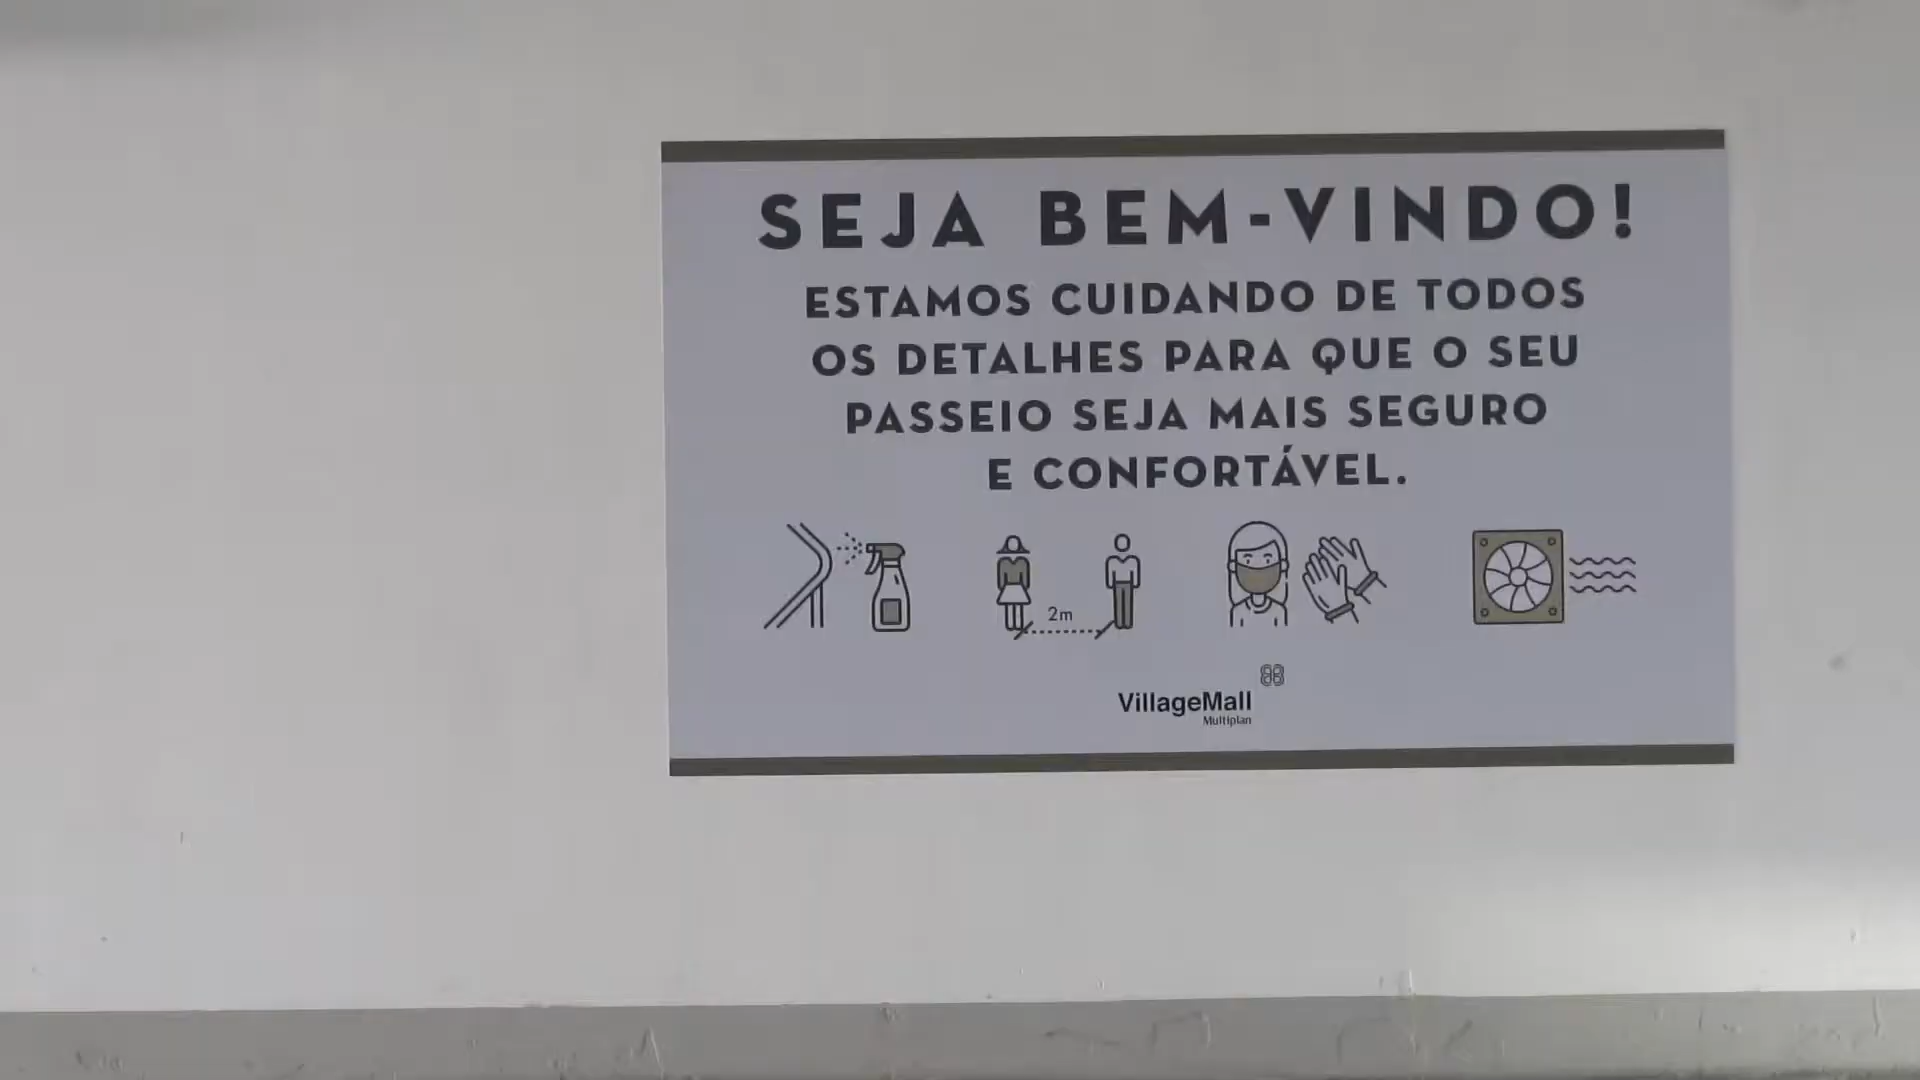 SEJA BEM-VINDO!
ESTAMOS CUIDANDO DE TODOS
OS DETALHES PARA QUE O SEU
PASSEIO SEJA MAIS SEGURO
E CONFORTÁVEL.
2m
VillageMall
Multiplan